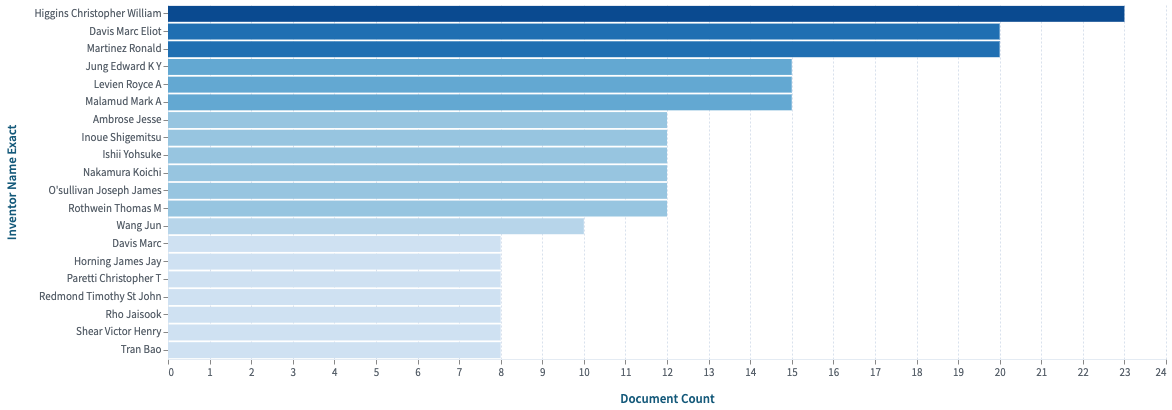 Inventor Name Exact
Higgins Christopher William
Davis Marc Eliot
Martinez Ronald
Jung Edward K Y
Levien Royce A
Malamud Mark A
Ambrose Jesse
Inoue Shigemitsu
Ishii Yohsuke
Nakamura Koichi
O'sullivan Joseph James
Rothwein Thomas M
Wang Jun
Davis Marc
Horning James Jay
Paretti Christopher T
Redmond Timothy St John
Rho Jaisook
Shear Victor Henry
Tran Bao
0 1 2 3 4 5 6 7 8 9 10 11 12 13 14 15 16 17 18 19 20 21 22 23 24
Document Count